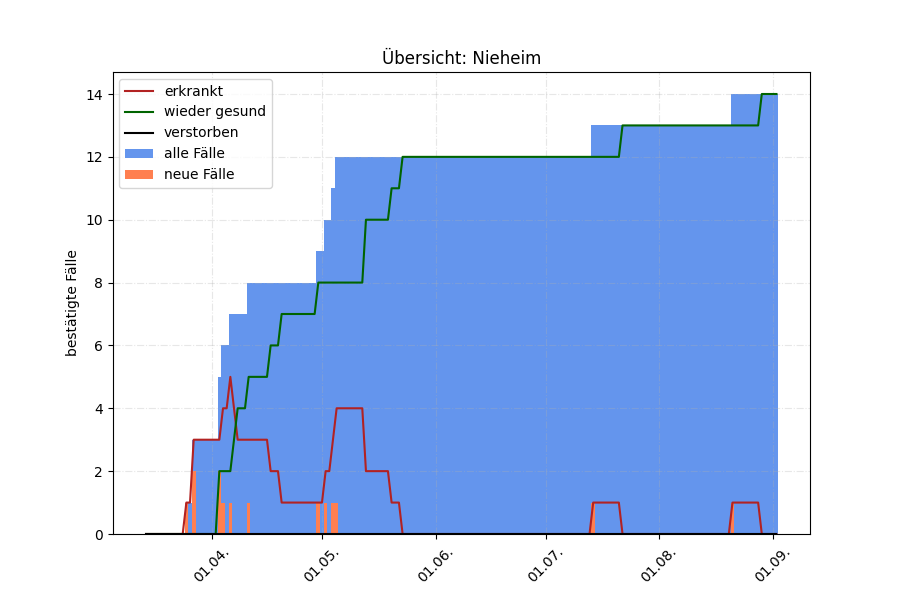 Übersicht: Nieheim
erkrankt
wieder gesund
verstorben
alle Fälle
neue Fälle
bestätigte Fälle
14
12
10
8
6
4
2
0
01.04.
01.05.
01.06.
01.07.
01.08.
01.09.